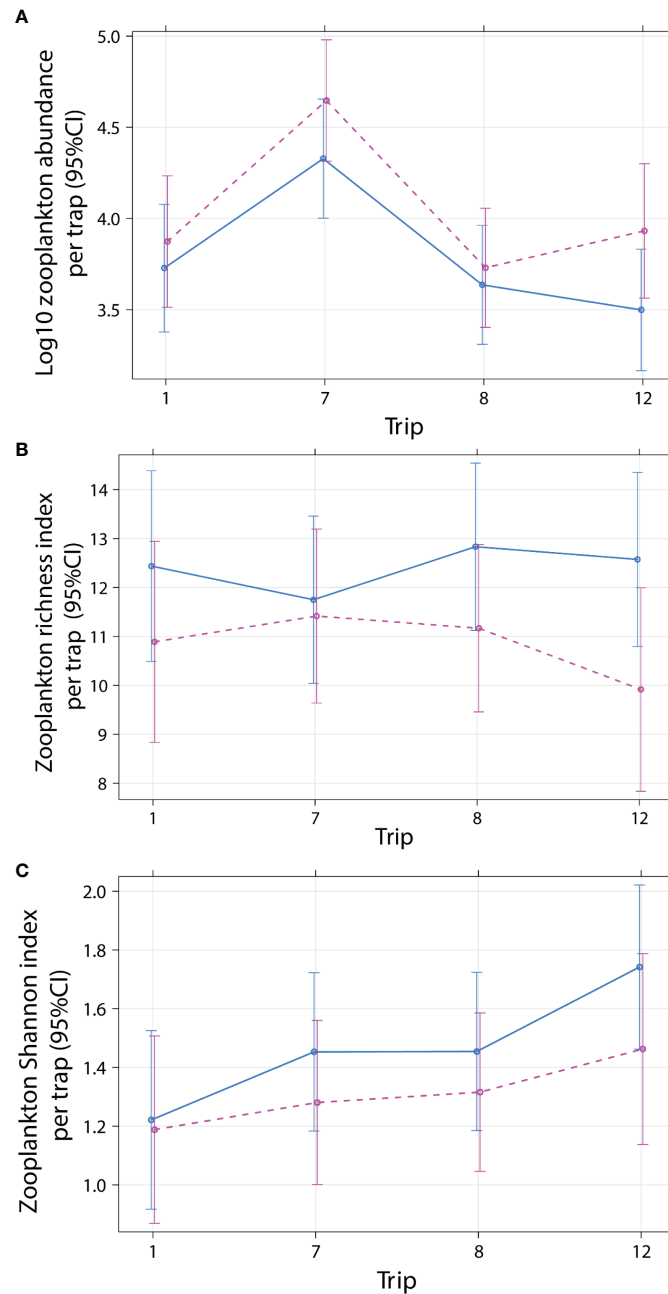 A
Log10 zooplankton abundance
per trap (95%CI)
5.0
4.5
4.0
3.5
1 7 8 12
Trip
B
Zooplankton richness index
per trap (95%CI)
14
13
12
11
10
9
8
1 7 8 12
Trip
C
Zooplankton Shannon index
per trap (95%CI)
2.0
1.8
1.6
1.4
1.2
1.0
1 7 8 12
Trip